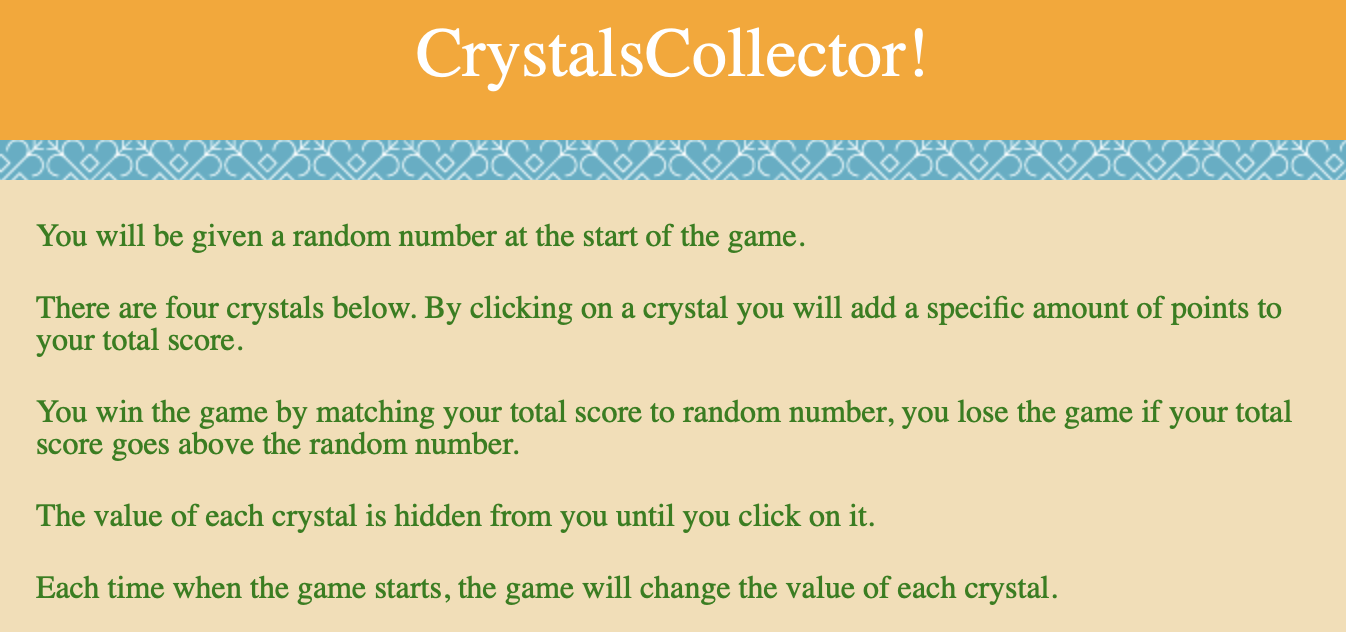 CrystalsCollector!
You will be given a random number at the start of the game.
There are four crystals below. By clicking on a crystal you will add a specific amount of points to
your total score.
You win the game by matching your total score to random number, you lose the game if your total
score goes above the random number.
The value of each crystal is hidden from you until you click on it.
Each time when the game starts, the game will change the value of each crystal.